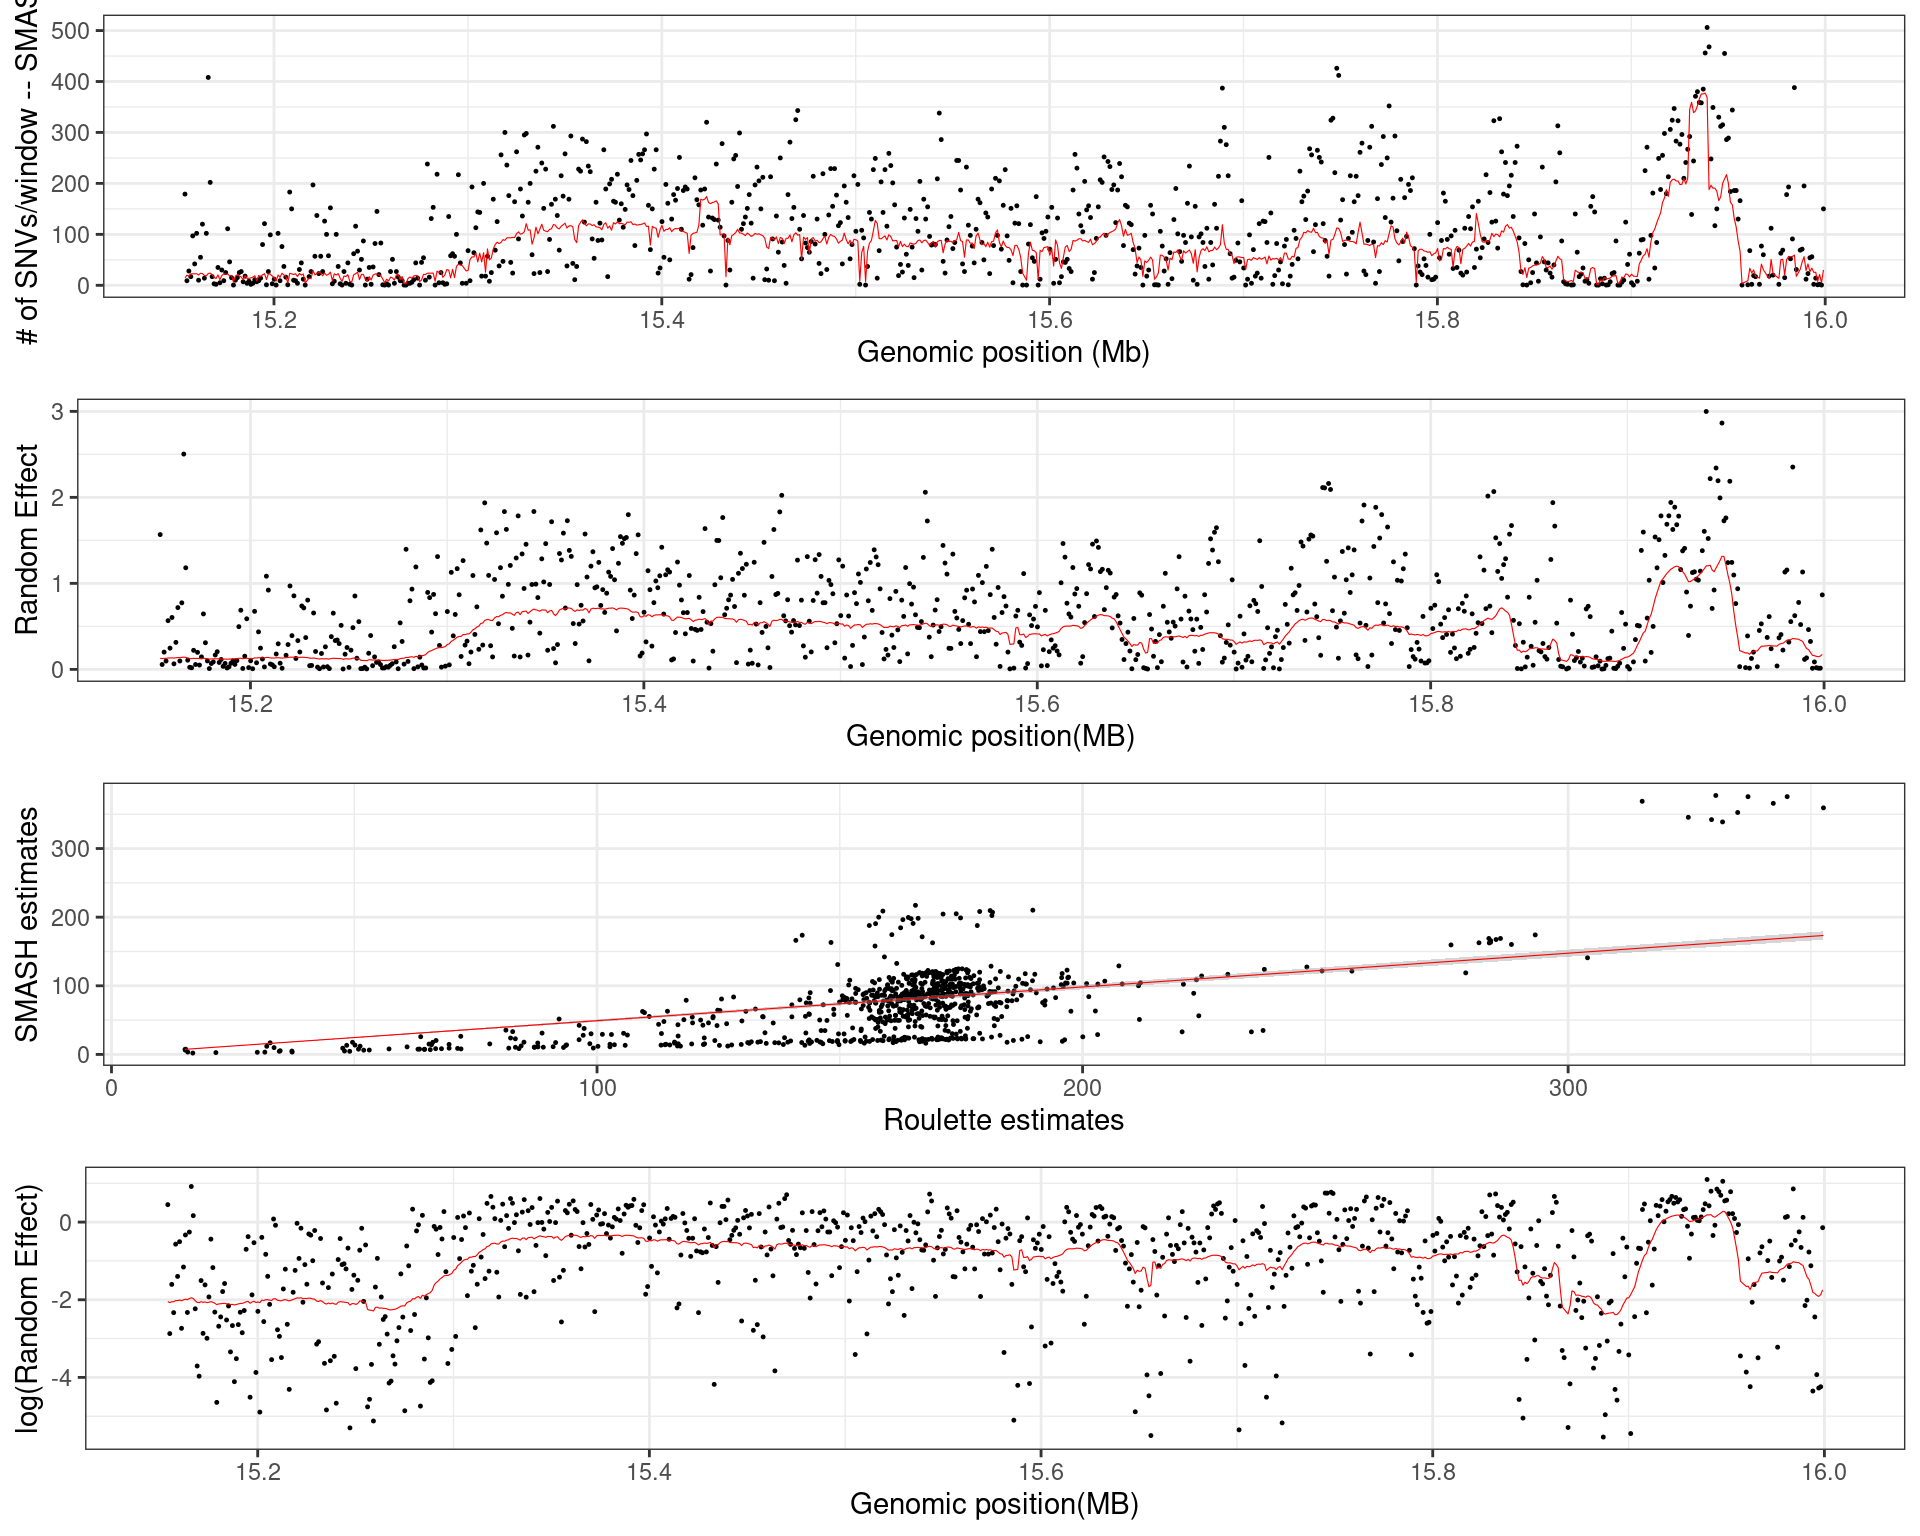 # of SNVs/window -- SMAS
500
400
300
200
100
0
15.2 15.4 15.6 15.8 16.0
Genomic position (Mb)
Random Effect
3
2
1
0
15.2 15.4 15.6 15.8 16.0
Genomic position(MB)
SMASH estimates
300
200
100
0
0 100 200 300
Roulette estimates
log(Random Effect)
0
-2
-4
15.2 15.4 15.6 15.8 16.0
Genomic position(MB)